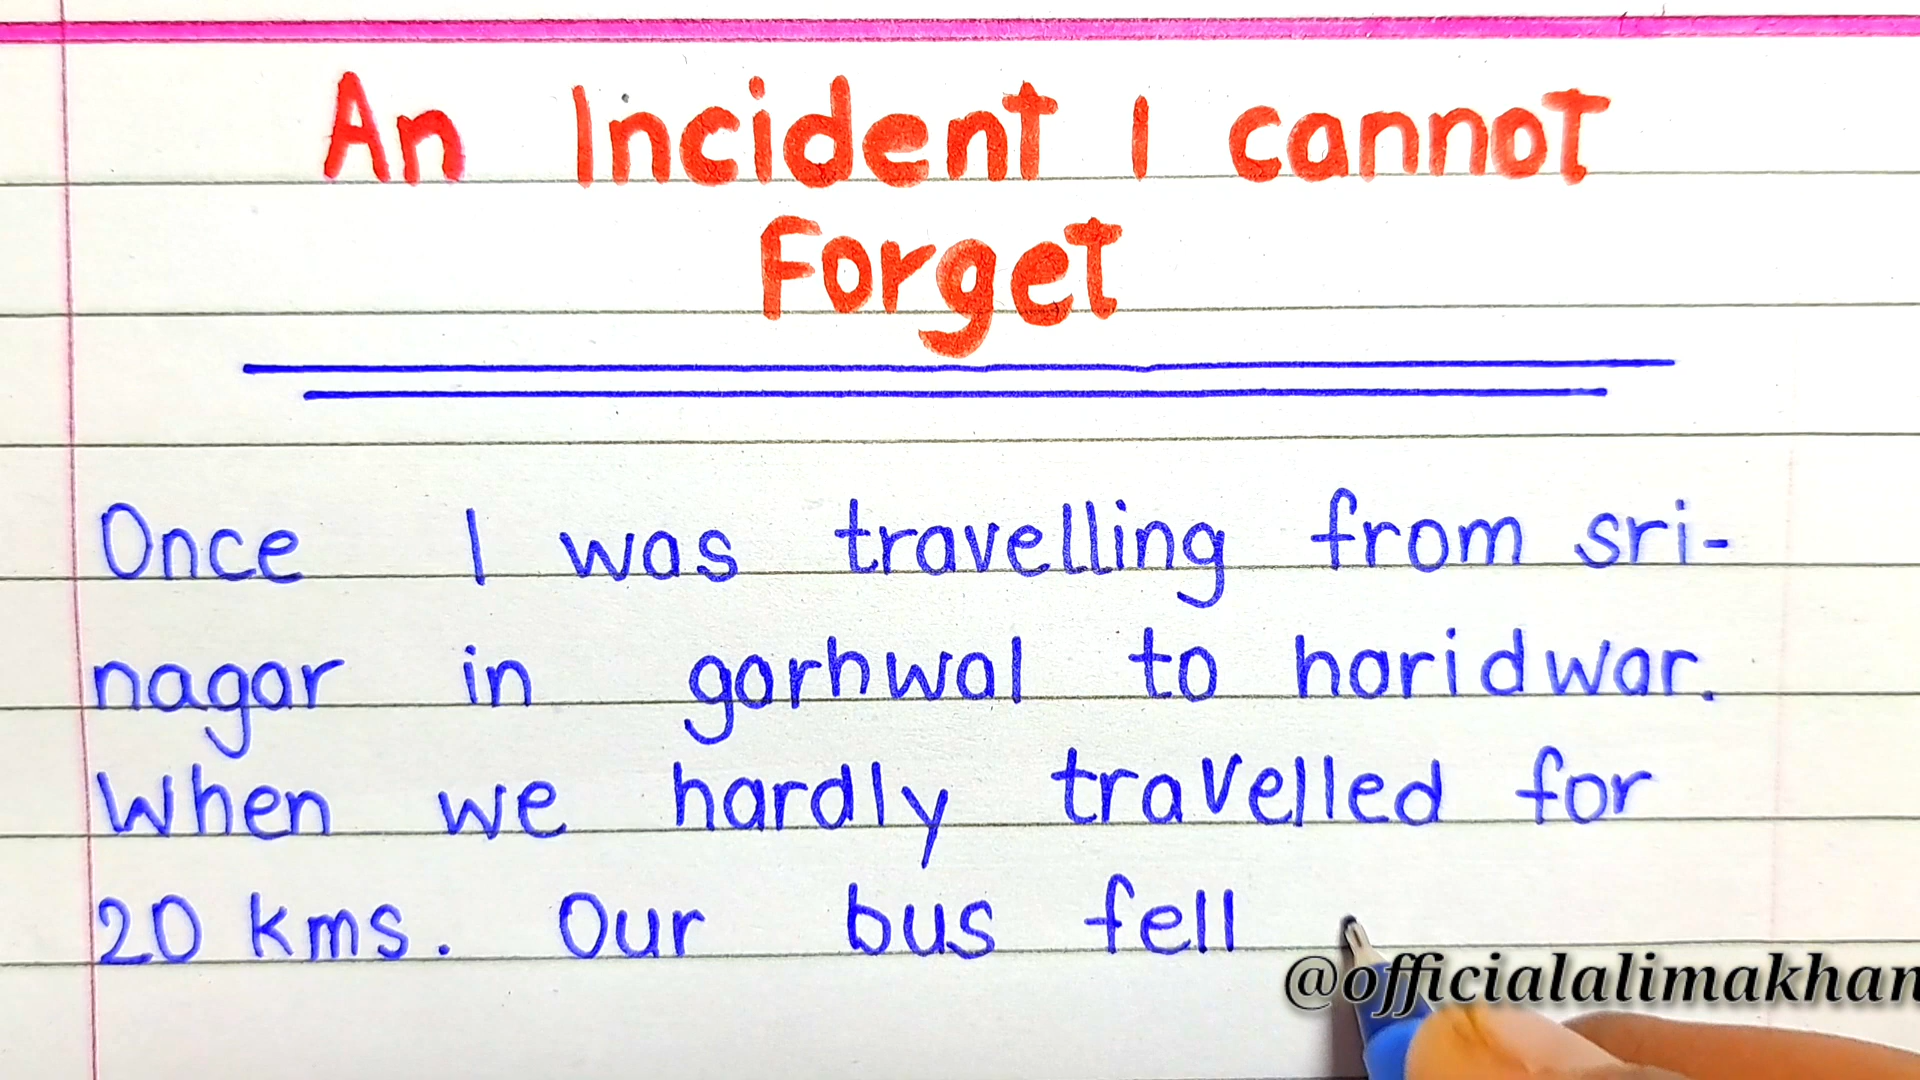 An Incident I cannot
Forget
Once I was travelling from sri-
nagar in garhwal to haridwar.
When we hardly travelled for
20 kms. Our bus fell
@officialalimakhan